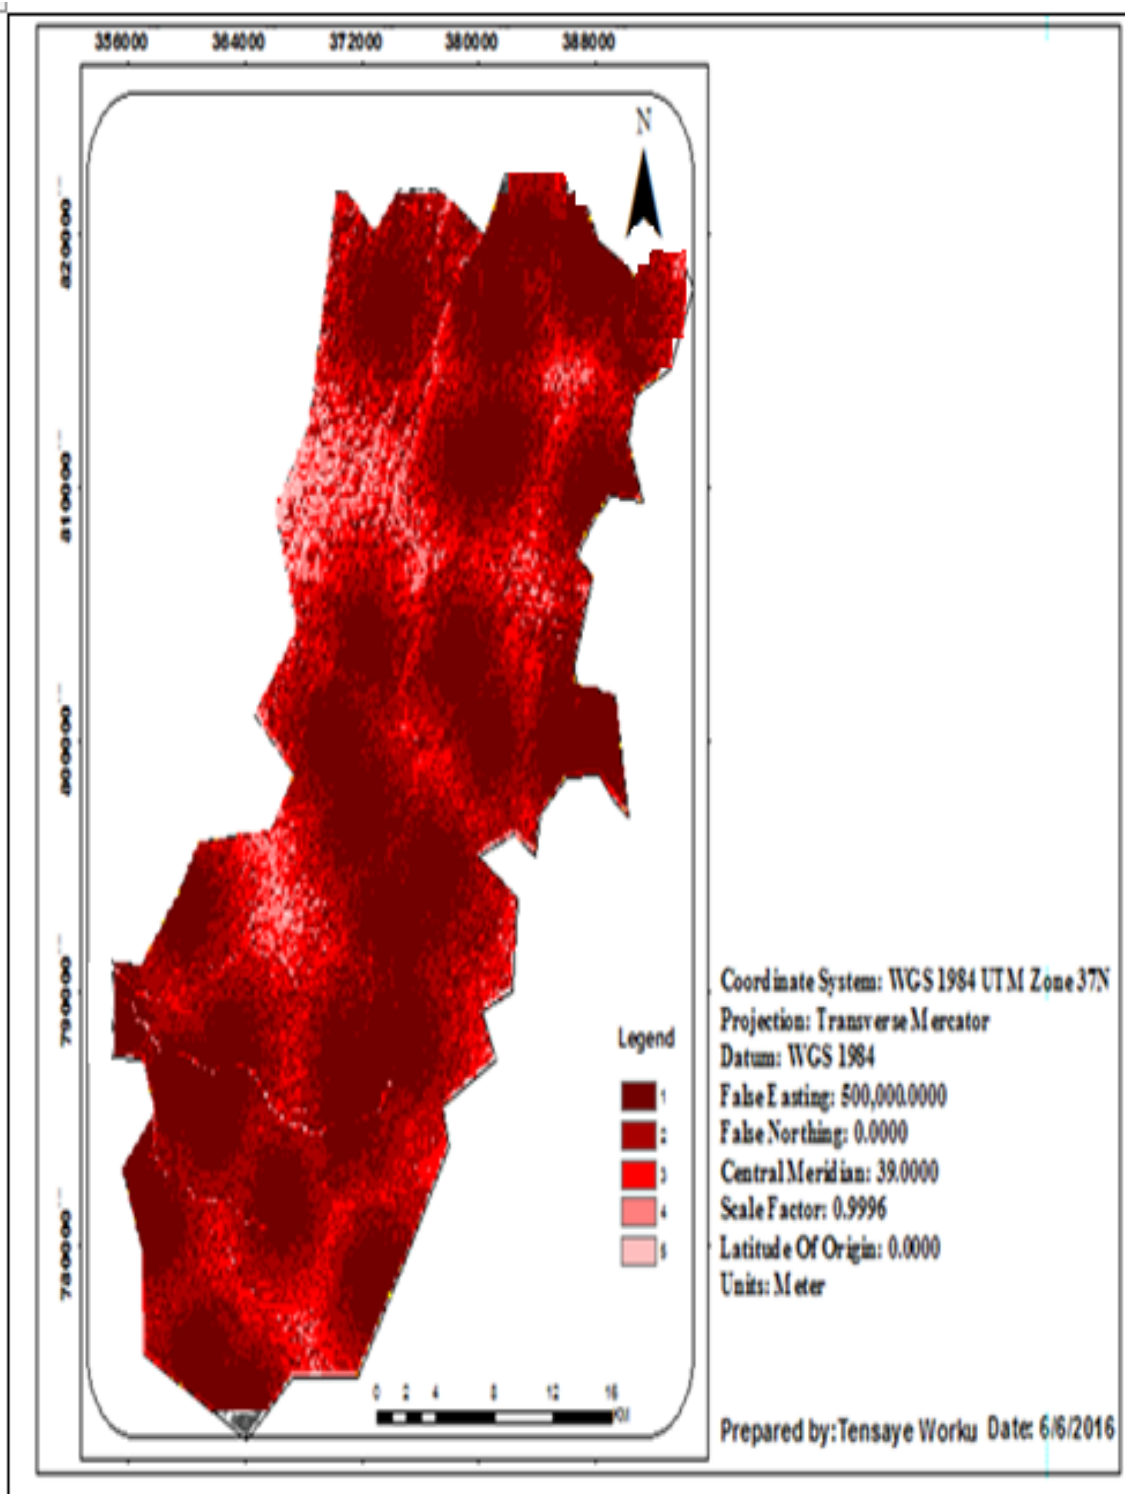 356000 364000 372000 380000 388000
N
820000
810000
800000
790000
780000
Legend
1
2
3
4
5
0 2 4 8 12 16
KM
Coordinate System: WGS 1984 UTM Zone 37N
Projection: Transverse Mercator
Datum: WGS 1984
False Easting: 500,000.0000
False Northing: 0.0000
Central Meridian: 39.0000
Scale Factor: 0.9996
Latitude Of Origin: 0.0000
Units: Meter
Prepared by:Tensaye Worku Date: 6/6/2016